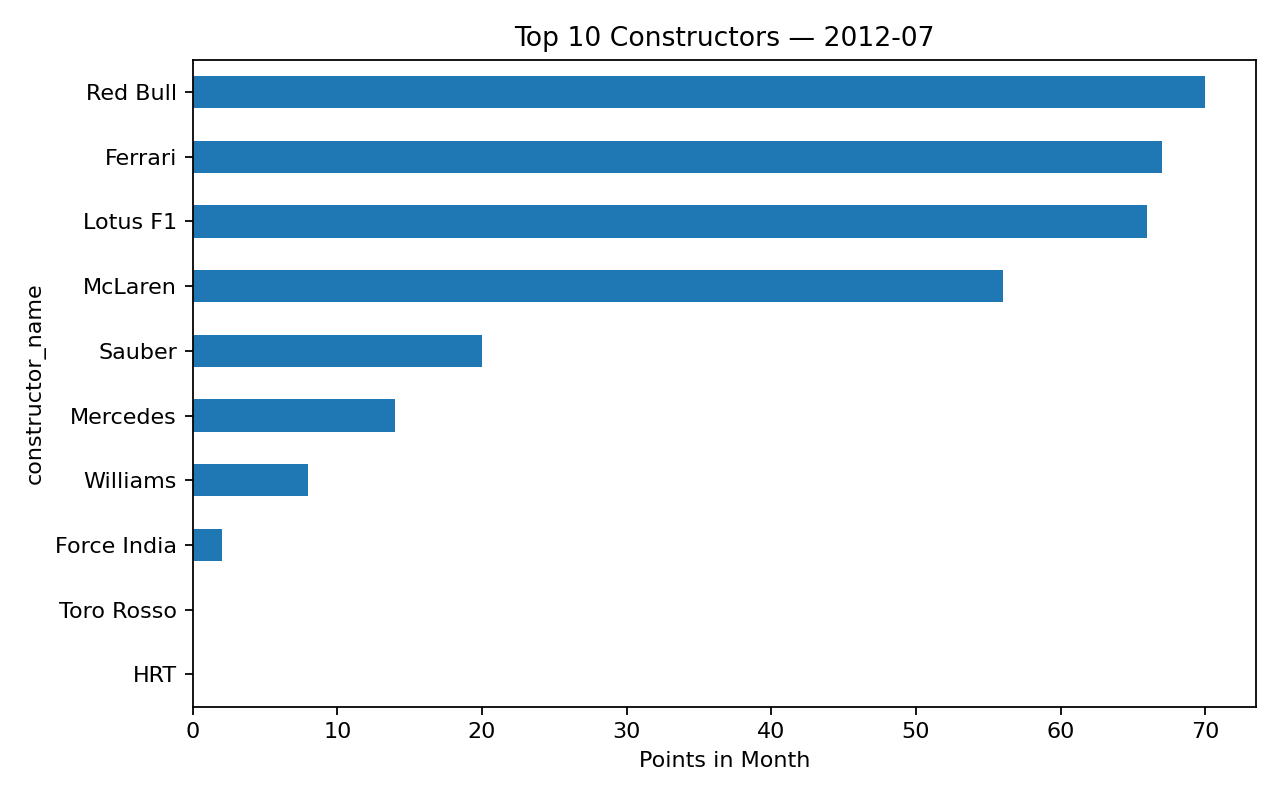 Top 10 Constructors — 2012-07
constructor_name
Red Bull
Ferrari
Lotus F1
McLaren
Sauber
Mercedes
Williams
Force India
Toro Rosso
HRT
0 10 20 30 40 50 60 70
Points in Month